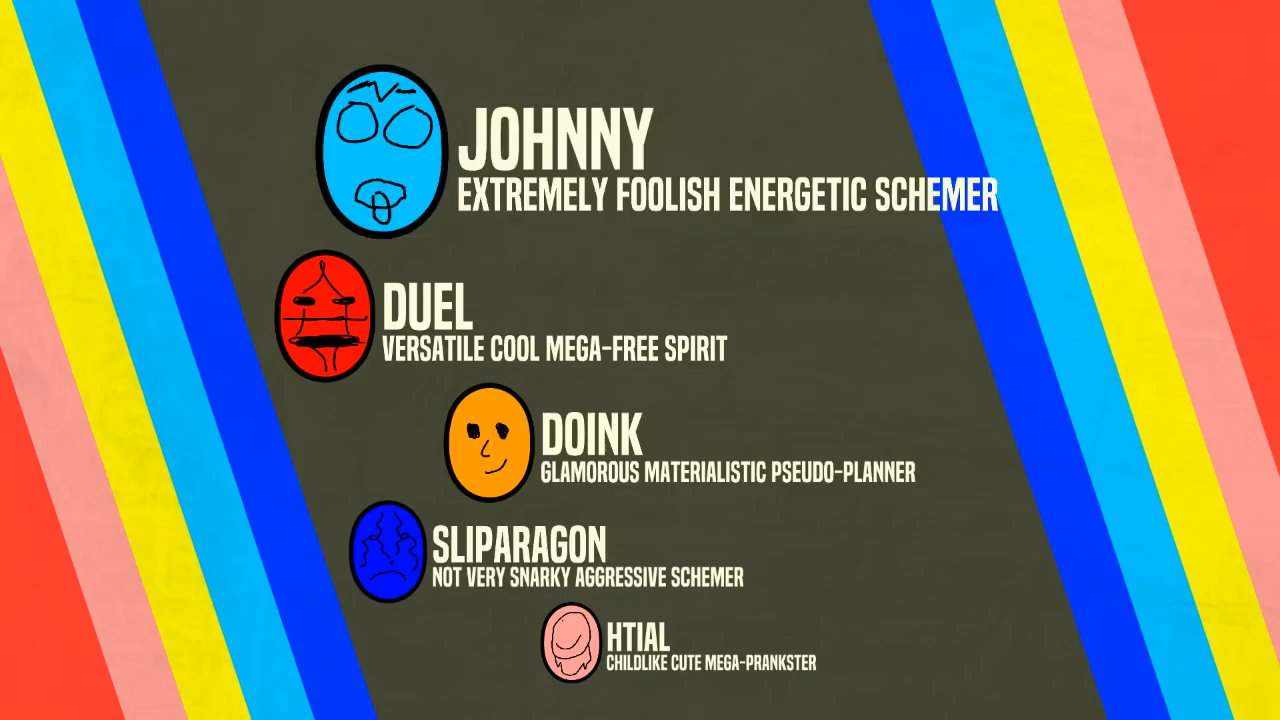 JOHNNY
EXTREMELY FOOLISH ENERGETIC SCHEMER
DUEL
VERSATILE COOL MEGA-FREE SPIRIT
DOINK
GLAMOROUS MATERIALISTIC PSEUDO-PLANNER
SLIPARAGON
NOT VERY SNARKY AGGRESSIVE SCHEMER
HTIAL
CHILDLIKE CUTE MEGA-PRANKSTER